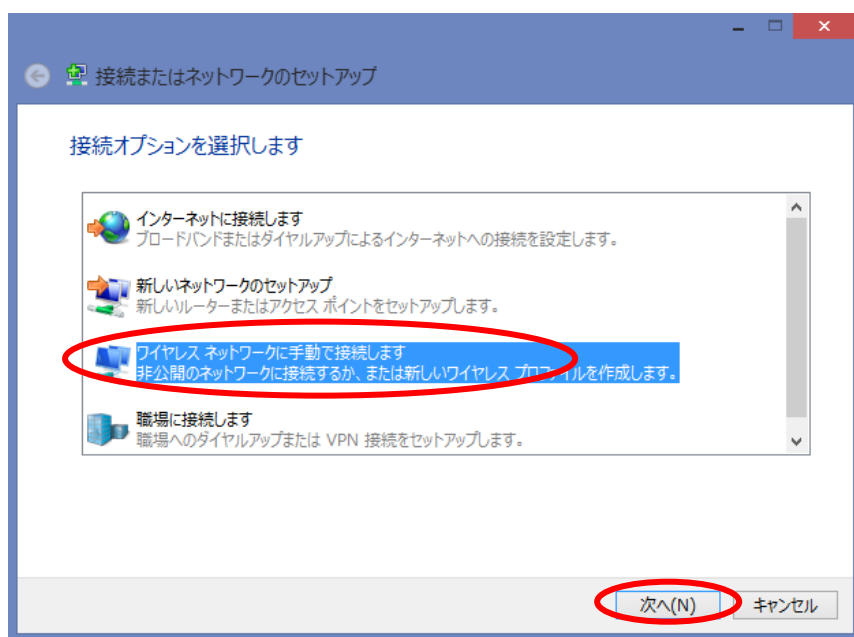 接続またはネットワークのセットアップ
接続オプションを選択します
インターネットに接続します
ブロードバンドまたはダイヤルアップによるインターネットへの接続を設定します。
新しいネットワークのセットアップ
新しいルーターまたはアクセス ポイントをセットアップします。
ワイヤレス ネットワークに手動で接続します
非公開のネットワークに接続するか、または新しいワイヤレス プロファイルを作成します。
職場に接続します
職場へのダイヤルアップまたは VPN 接続をセットアップします。
次へ(N)
キャンセル